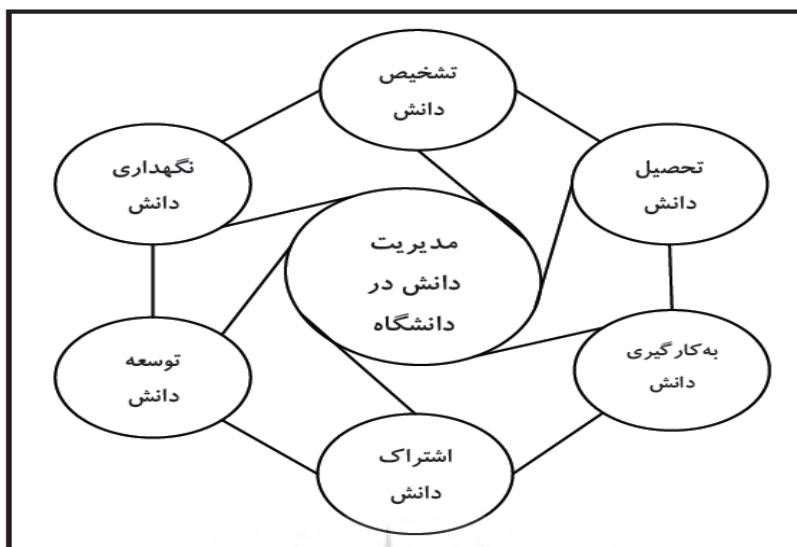 تشخیص
دانش
تحصیل
دانش
به‌کارگیری
دانش
اشتراک
دانش
توسعه
دانش
نگهداری
دانش
مدیریت
دانش در
دانشگاه